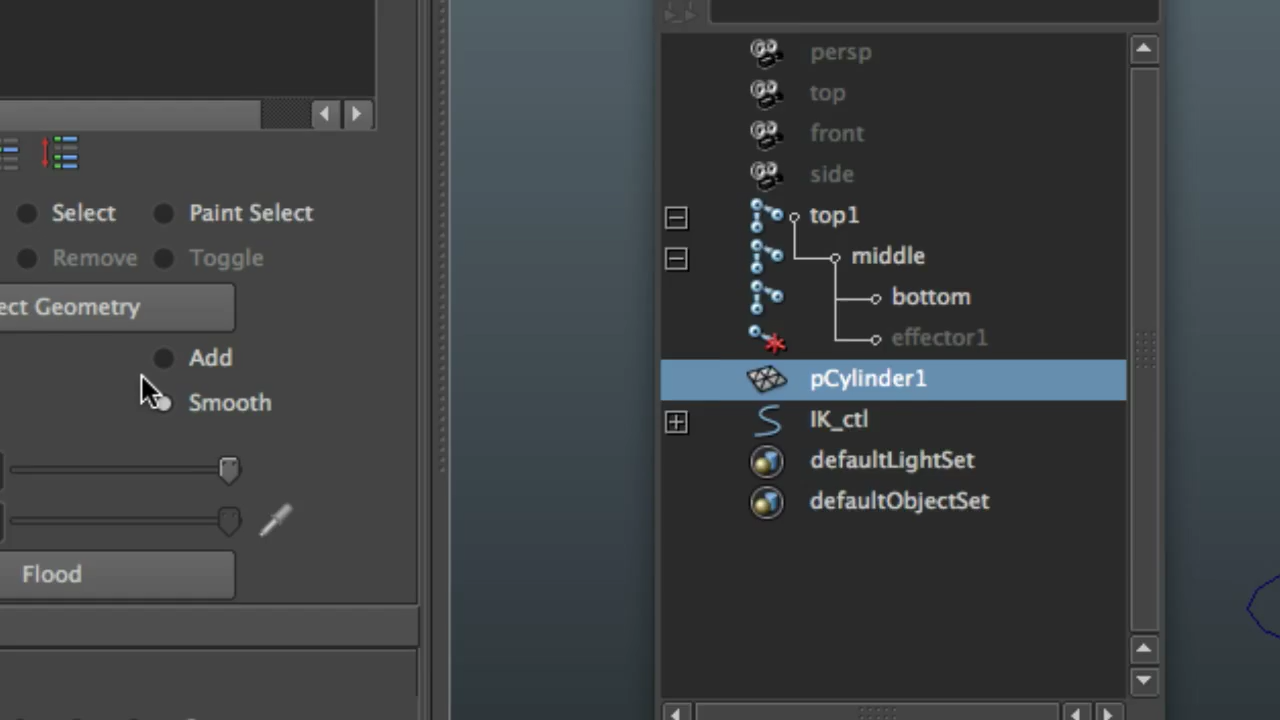 Select Paint Select
Remove Toggle
ect Geometry
Add
Smooth
Flood
persp
top
front
side
top1
middle
bottom
effector1
pCylinder1
IK_ctl
defaultLightSet
defaultObjectSet